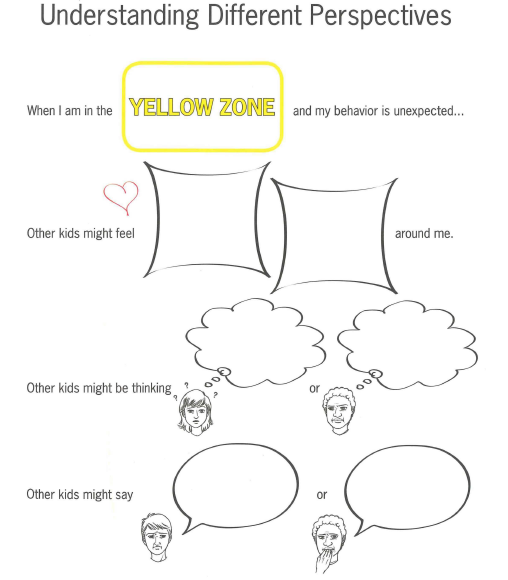 Understanding Different Perspectives
When I am in the YELLOW ZONE and my behavior is unexpected...
Other kids might feel around me.
? ? ? ?
Other kids might be thinking or
Other kids might say or